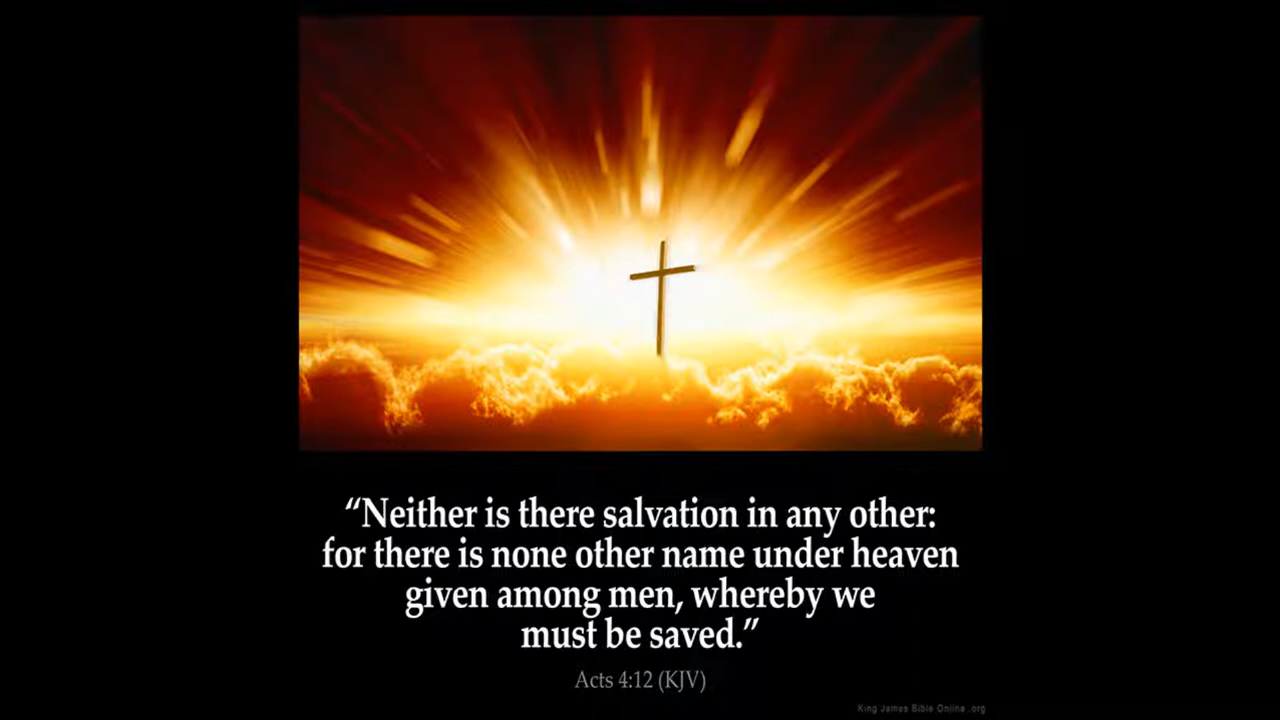 “Neither is there salvation in any other:
for there is none other name under heaven
given among men, whereby we
must be saved.”
Acts 4:12 (KJV)
King James Bible Online .org